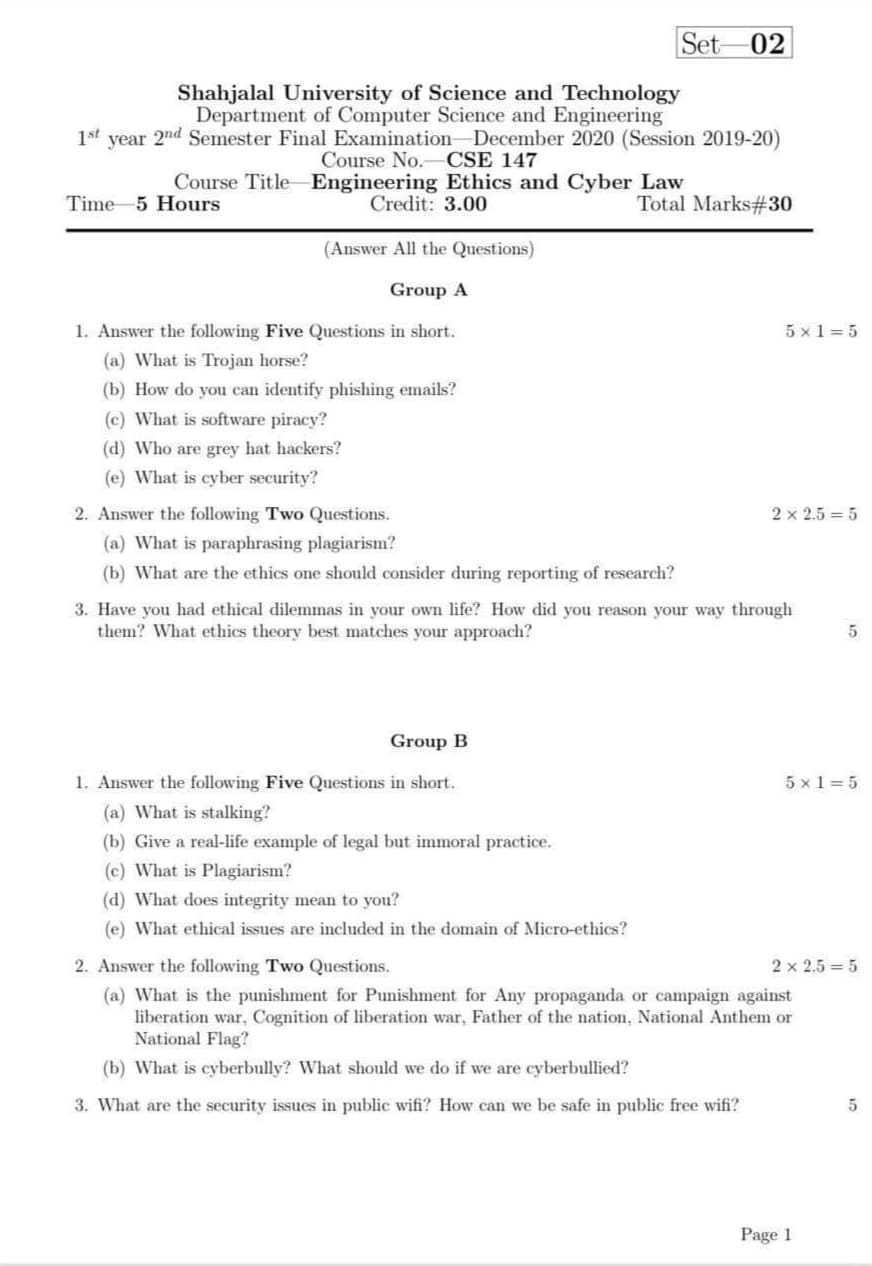 Set—02
Shahjalal University of Science and Technology
Department of Computer Science and Engineering
1st year 2nd Semester Final Examination—December 2020 (Session 2019-20)
Course No.—CSE 147
Course Title—Engineering Ethics and Cyber Law
Time—5 Hours Credit: 3.00 Total Marks#30
(Answer All the Questions)
Group A
1. Answer the following Five Questions in short. 5 × 1 = 5
(a) What is Trojan horse?
(b) How do you can identify phishing emails?
(c) What is software piracy?
(d) Who are grey hat hackers?
(e) What is cyber security?
2. Answer the following Two Questions. 2 × 2.5 = 5
(a) What is paraphrasing plagiarism?
(b) What are the ethics one should consider during reporting of research?
3. Have you had ethical dilemmas in your own life? How did you reason your way through
them? What ethics theory best matches your approach? 5
Group B
1. Answer the following Five Questions in short. 5 × 1 = 5
(a) What is stalking?
(b) Give a real-life example of legal but immoral practice.
(c) What is Plagiarism?
(d) What does integrity mean to you?
(e) What ethical issues are included in the domain of Micro-ethics?
2. Answer the following Two Questions. 2 × 2.5 = 5
(a) What is the punishment for Punishment for Any propaganda or campaign against
liberation war, Cognition of liberation war, Father of the nation, National Anthem or
National Flag?
(b) What is cyberbully? What should we do if we are cyberbullied?
3. What are the security issues in public wifi? How can we be safe in public free wifi? 5
Page 1